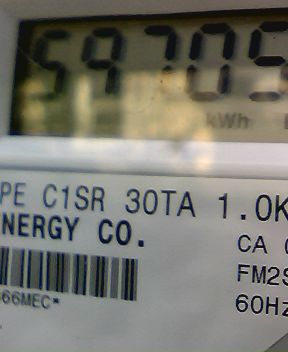 59705
kWh
PE C1SR 30TA 1.0K
NERGY CO.
CA
FM2S
66MEC*
60Hz